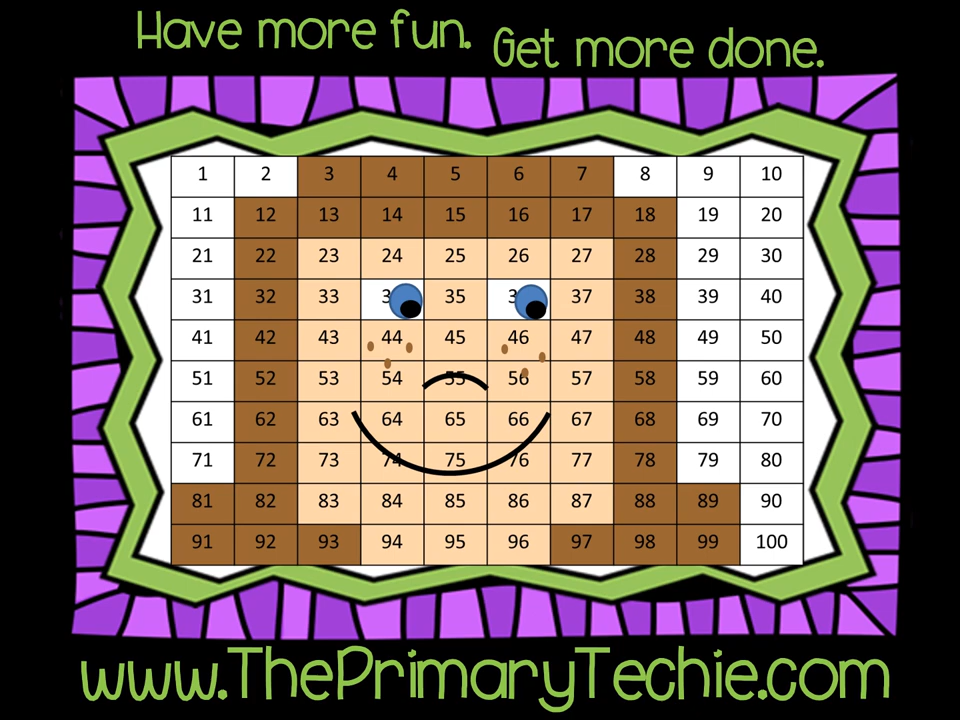 Have more fun. Get more done.
1 2 3 4 5 6 7 8 9 10
11 12 13 14 15 16 17 18 19 20
21 22 23 24 25 26 27 28 29 30
31 32 33 3 35 3 37 38 39 40
41 42 43 44 45 46 47 48 49 50
51 52 53 54 55 56 57 58 59 60
61 62 63 64 65 66 67 68 69 70
71 72 73 74 75 76 77 78 79 80
81 82 83 84 85 86 87 88 89 90
91 92 93 94 95 96 97 98 99 100
www.ThePrimaryTechie.com